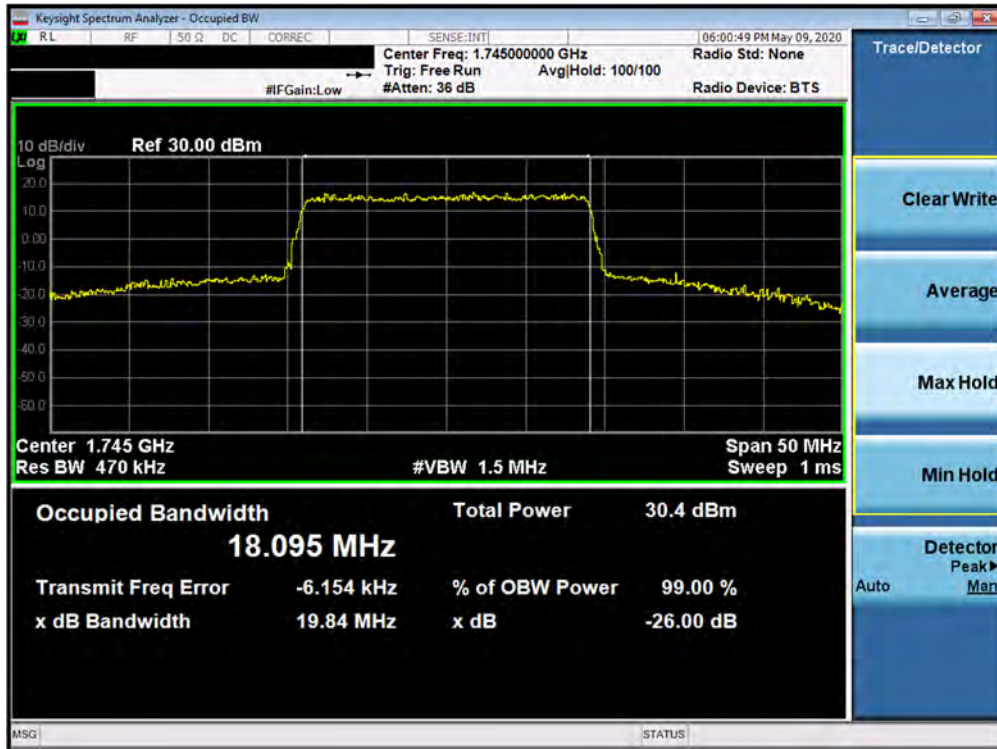 Keysight Spectrum Analyzer - Occupied BW
LXI RL RF 50 Ω DC CORREC SENSE:INT 06:00:49 PM May 09, 2020
Center Freq: 1.745000000 GHz Radio Std: None
Trig: Free Run Avg|Hold: 100/100
#IFGain:Low #Atten: 36 dB Radio Device: BTS
10 dB/div Ref 30.00 dBm
Log
20.0
10.0
0.00
-10.0
-20.0
-30.0
-40.0
-50.0
-60.0
Center 1.745 GHz Span 50 MHz
Res BW 470 kHz #VBW 1.5 MHz Sweep 1 ms
Occupied Bandwidth Total Power 30.4 dBm
18.095 MHz
Transmit Freq Error -6.154 kHz % of OBW Power 99.00 %
x dB Bandwidth 19.84 MHz x dB -26.00 dB
MSG STATUS
Trace/Detector
Clear Write
Average
Max Hold
Min Hold
Detector
Peak▶
Auto Man